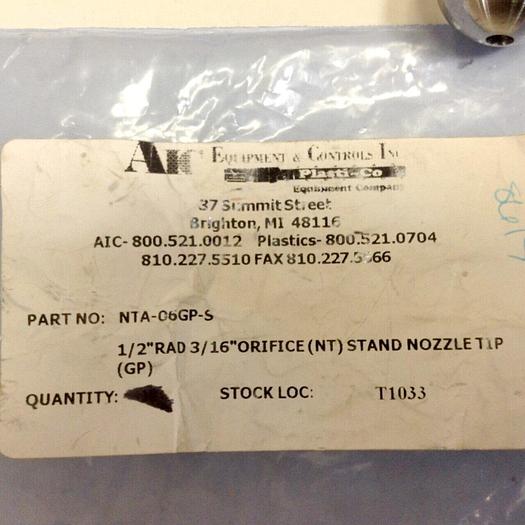 AIC EQUIPMENT & CONTROLS INC
Plasti-Co
Equipment Company
37 Summit Street
Brighton, MI 48116
AIC- 800.521.0012 Plastics- 800.521.0704
810.227.5510 FAX 810.227.5666
PART NO: NTA-06GP-S
1/2"RAD 3/16"ORIFICE (NT) STAND NOZZLE TIP
(GP)
QUANTITY:
STOCK LOC: T1033